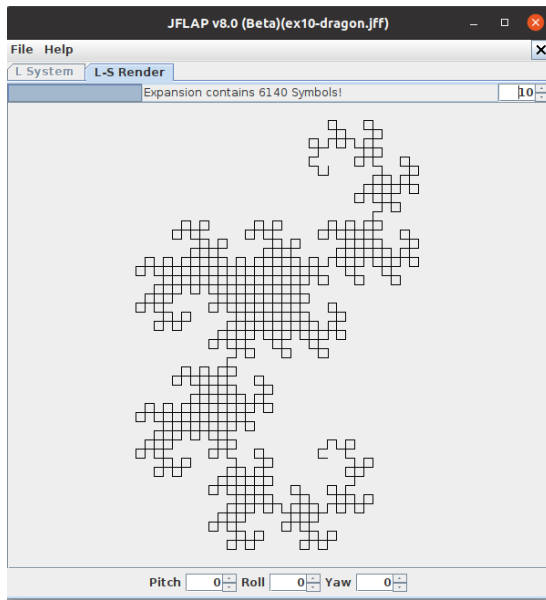 JFLAP v8.0 (Beta)(ex10-dragon.jff)
File Help
L System L-S Render
Expansion contains 6140 Symbols! 10
Pitch 0 Roll 0 Yaw 0